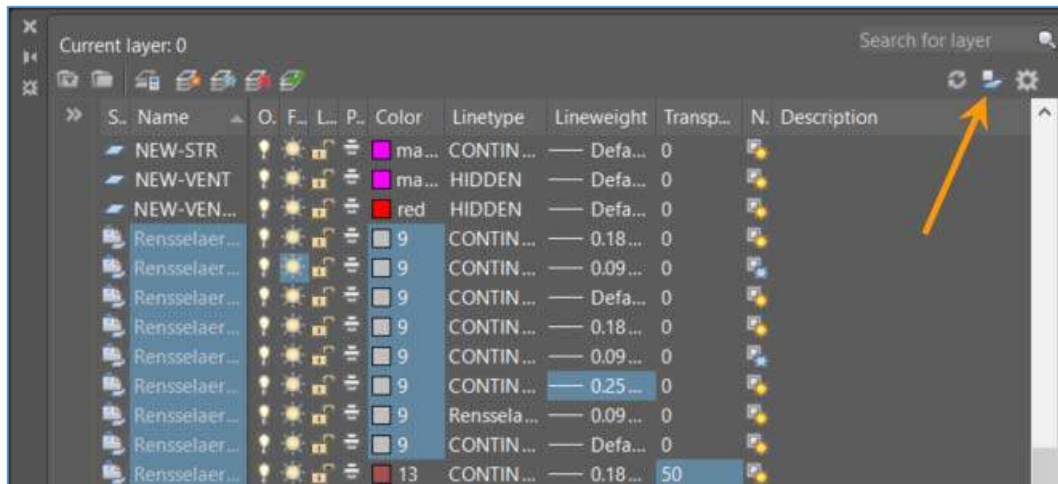 Current layer: 0
Search for layer
S.. Name O. F... L... P.. Color Linetype Lineweight Transp... N. Description
NEW-STR ma... CONTIN... Defa... 0
NEW-VENT ma... HIDDEN Defa... 0
NEW-VEN... red HIDDEN Defa... 0
Rensselaer... 9 CONTIN... 0.18... 0
Rensselaer... 9 CONTIN... 0.09... 0
Rensselaer... 9 CONTIN... Defa... 0
Rensselaer... 9 CONTIN... 0.18... 0
Rensselaer... 9 CONTIN... 0.09... 0
Rensselaer... 9 CONTIN... 0.25... 0
Rensselaer... 9 Renssela... 0.09... 0
Rensselaer... 9 CONTIN... Defa... 0
Rensselaer... 13 CONTIN... 0.18... 50